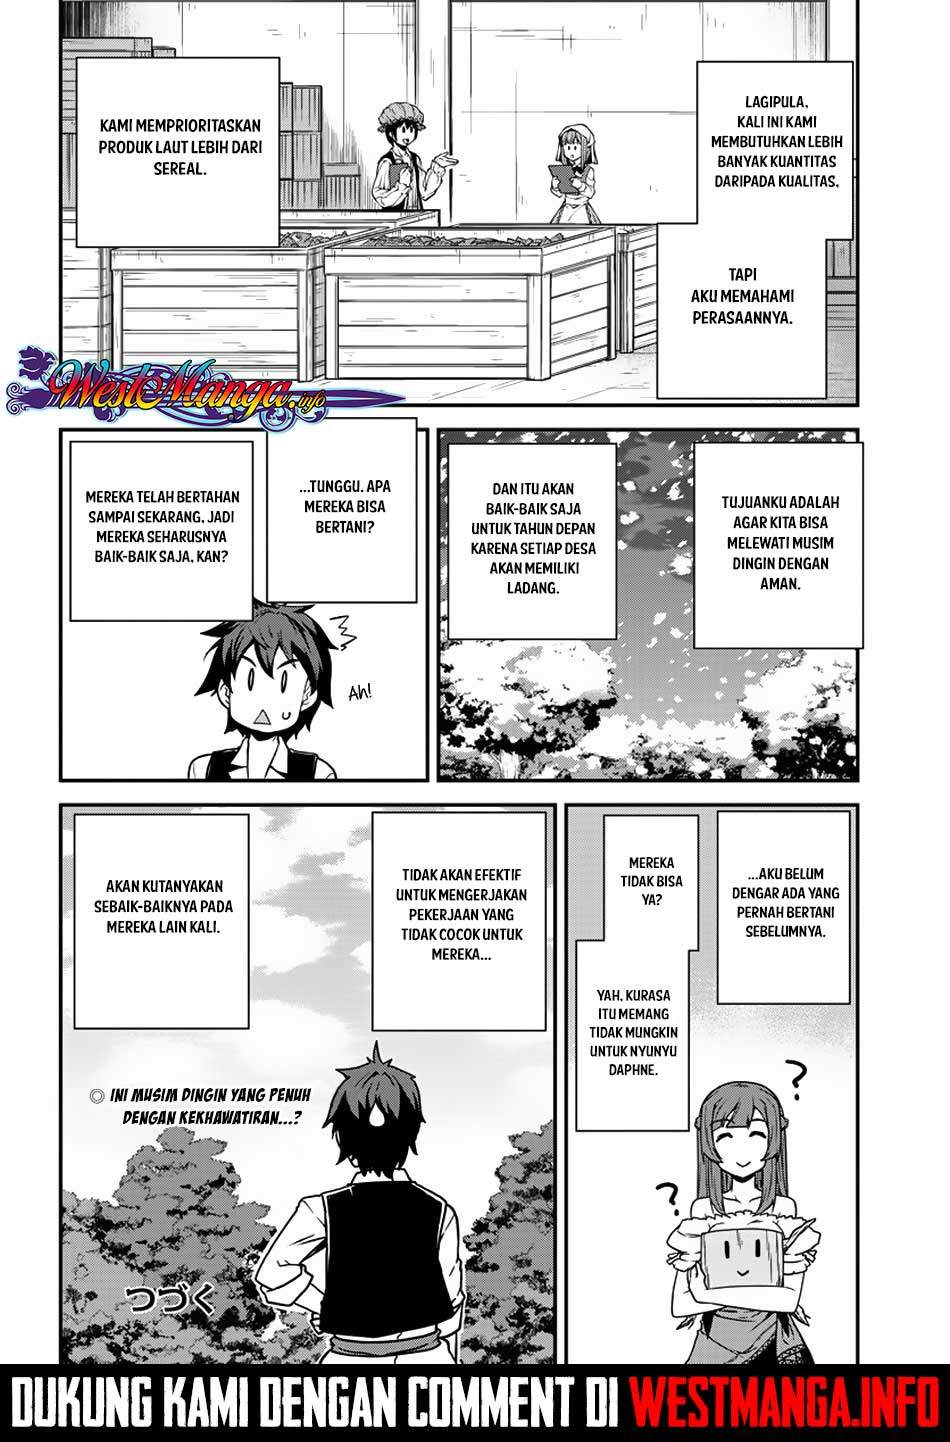 LAGIPULA,
KALI INI KAMI
MEMBUTUHKAN LEBIH
BANYAK KUANTITAS
DARIPADA KUALITAS,
TAPI
AKU MEMAHAMI
PERASAANNYA.
KAMI MEMPRIORITASKAN
PRODUK LAUT LEBIH DARI
SEREAL.
WestManga.info
TUJUANKU ADALAH
AGAR KITA BISA
MELEWATI MUSIM
DINGIN DENGAN
AMAN.
DAN ITU AKAN
BAIK-BAIK SAJA
UNTUK TAHUN DEPAN
KARENA SETIAP DESA
AKAN MEMILIKI
LADANG.
...TUNGGU. APA
MEREKA BISA
BERTANI?
MEREKA TELAH BERTAHAN
SAMPAI SEKARANG, JADI
MEREKA SEHARUSNYA
BAIK-BAIK SAJA, KAN?
Ah!
...AKU BELUM
DENGAR ADA YANG
PERNAH BERTANI
SEBELUMNYA.
MEREKA
TIDAK BISA
YA?
YAH, KURASA
ITU MEMANG
TIDAK MUNGKIN
UNTUK NYUNYU
DAPHNE.
?
?
TIDAK AKAN EFEKTIF
UNTUK MENGERJAKAN
PEKERJAAN YANG
TIDAK COCOK UNTUK
MEREKA...
AKAN KUTANYAKAN
SEBAIK-BAIKNYA PADA
MEREKA LAIN KALI.
◎ INI MUSIM DINGIN YANG PENUH
DENGAN KEKHAWATIRAN...?
つづく
DUKUNG KAMI DENGAN COMMENT DI WESTMANGA.INFO